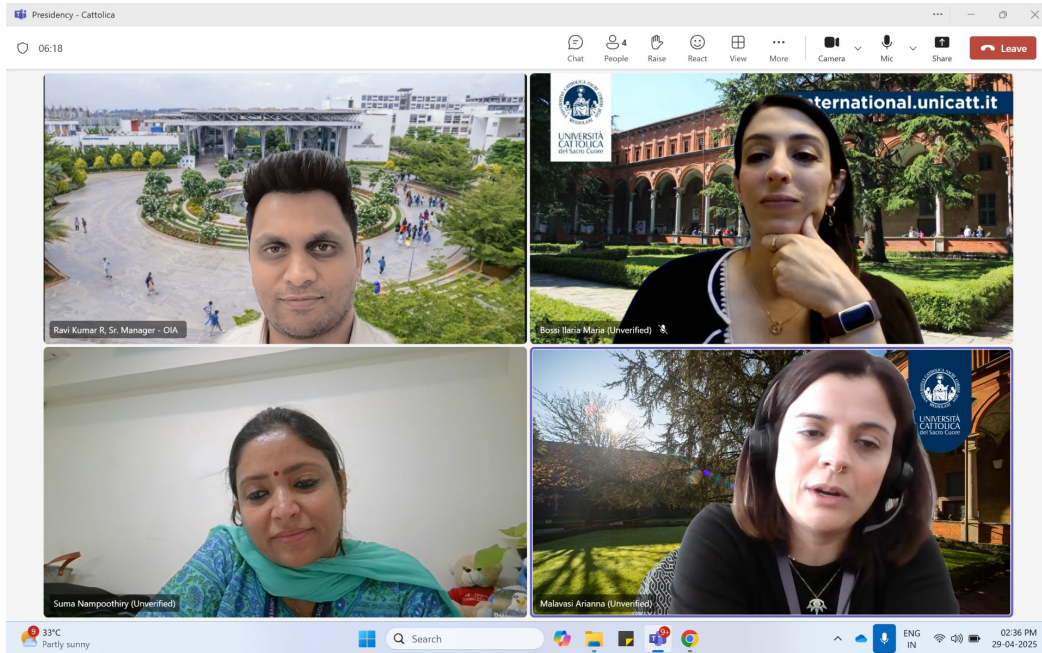 Presidency - Cattolica
06:18
4
Chat
People
Raise
React
View
More
Camera
Mic
Share
Leave
Ravi Kumar R, Sr. Manager - OIA
UNIVERSITÀ
CATTOLICA
del Sacro Cuore
nternational.unicatt.it
Bossi Ilaria Maria (Unverified)
Suma Nampoothiry (Unverified)
UNIVERSITÀ
CATTOLICA
del Sacro Cuore
Malavasi Arianna (Unverified)
9
33°C
Partly sunny
Search
9+
ENG
IN
02:36 PM
29-04-2025